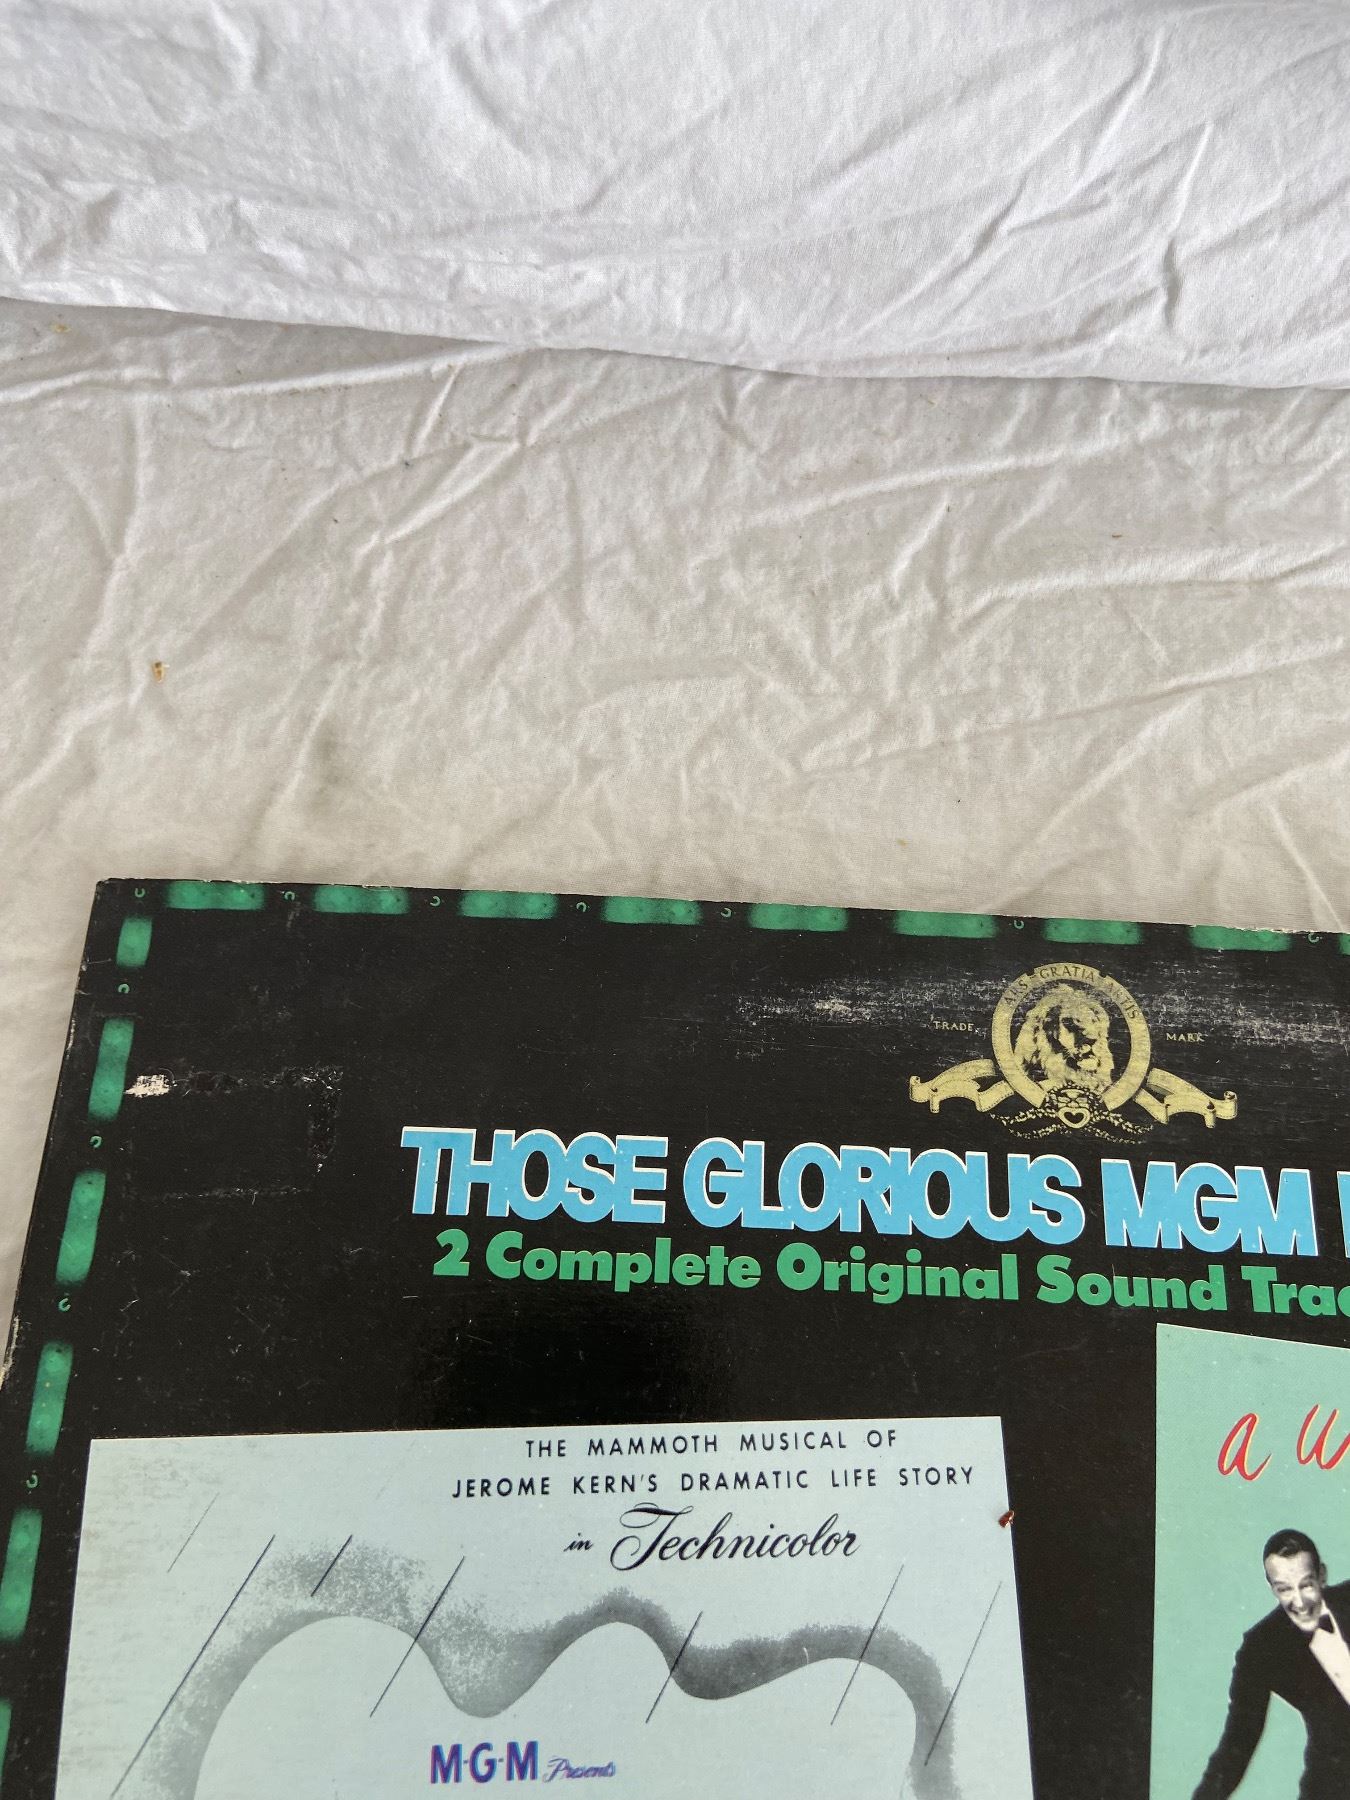 ARS GRATIA ARTIS
TRADE MARK
THOSE GLORIOUS MGM
2 Complete Original Sound Trac
THE MAMMOTH MUSICAL OF
JEROME KERN'S DRAMATIC LIFE STORY
in Technicolor
a w
M-G-M Presents